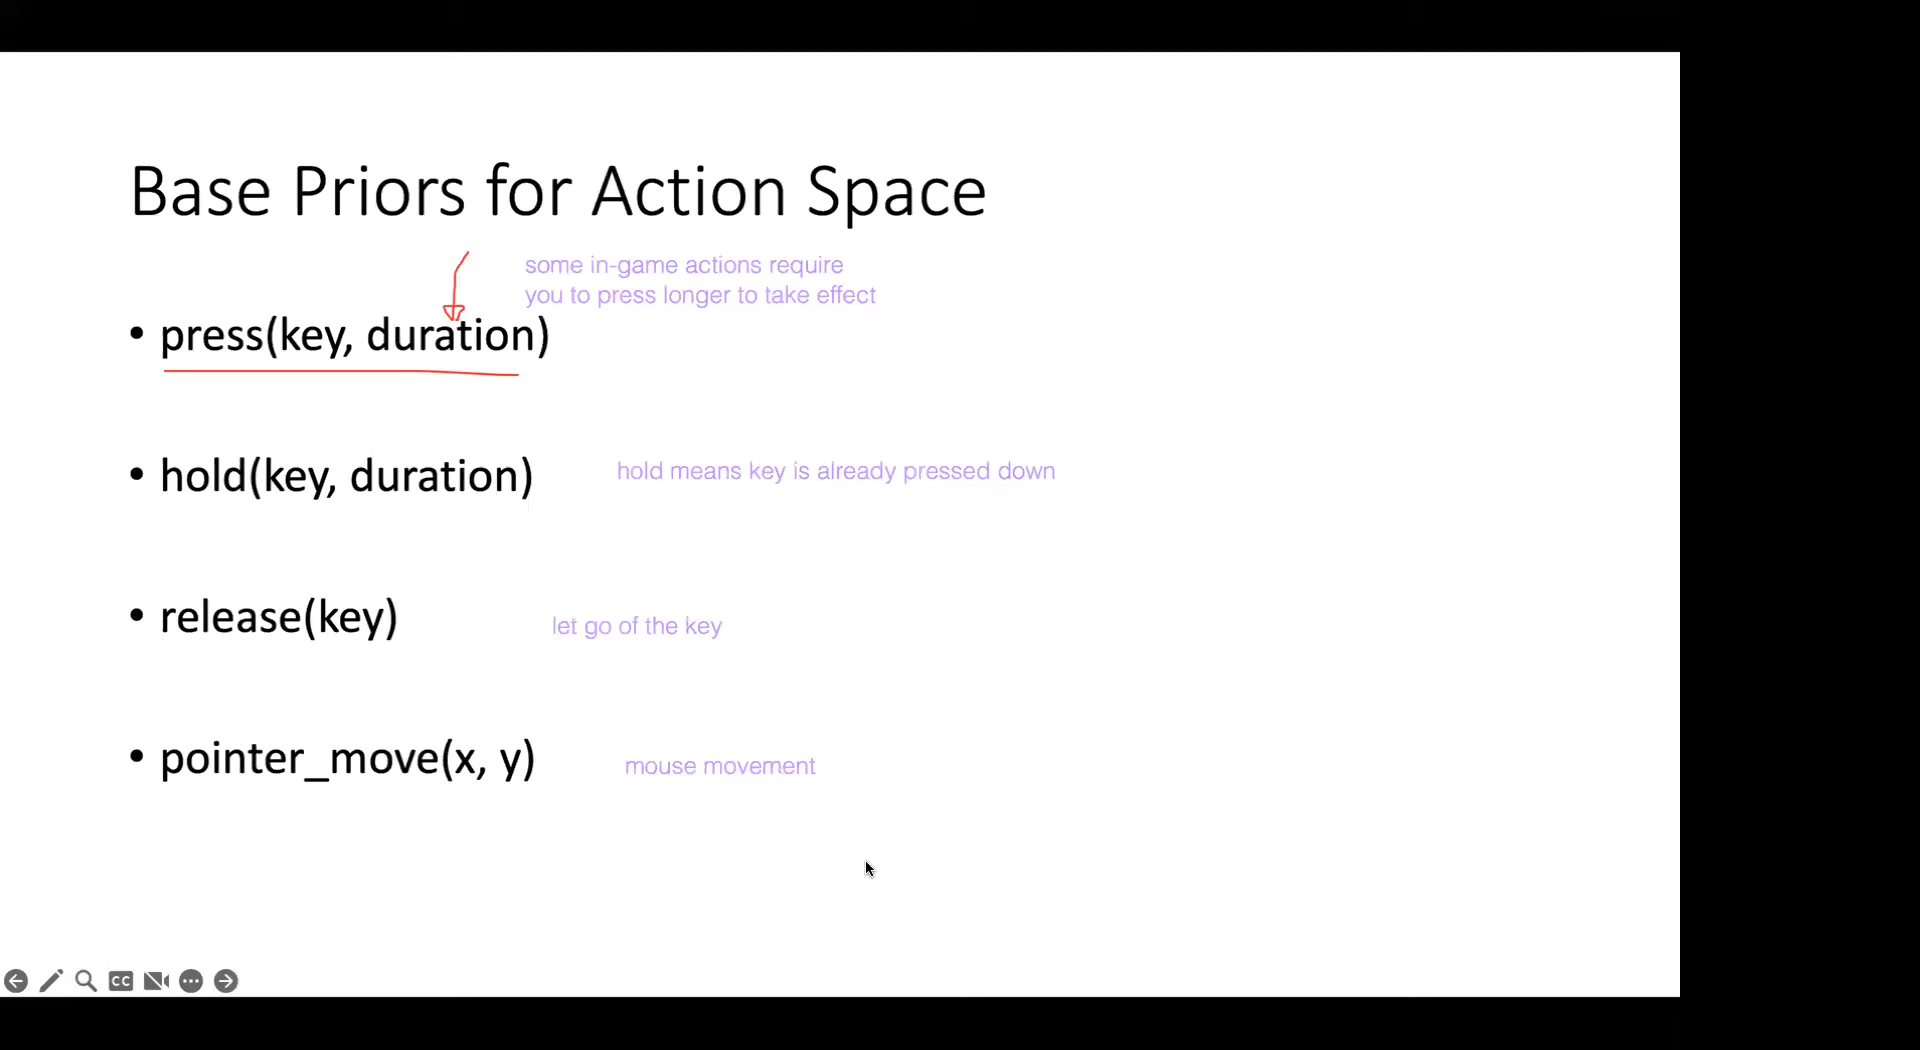 Base Priors for Action Space
some in-game actions require
you to press longer to take effect
• press(key, duration)
• hold(key, duration)
hold means key is already pressed down
• release(key)
let go of the key
• pointer_move(x, y)
mouse movement
CC